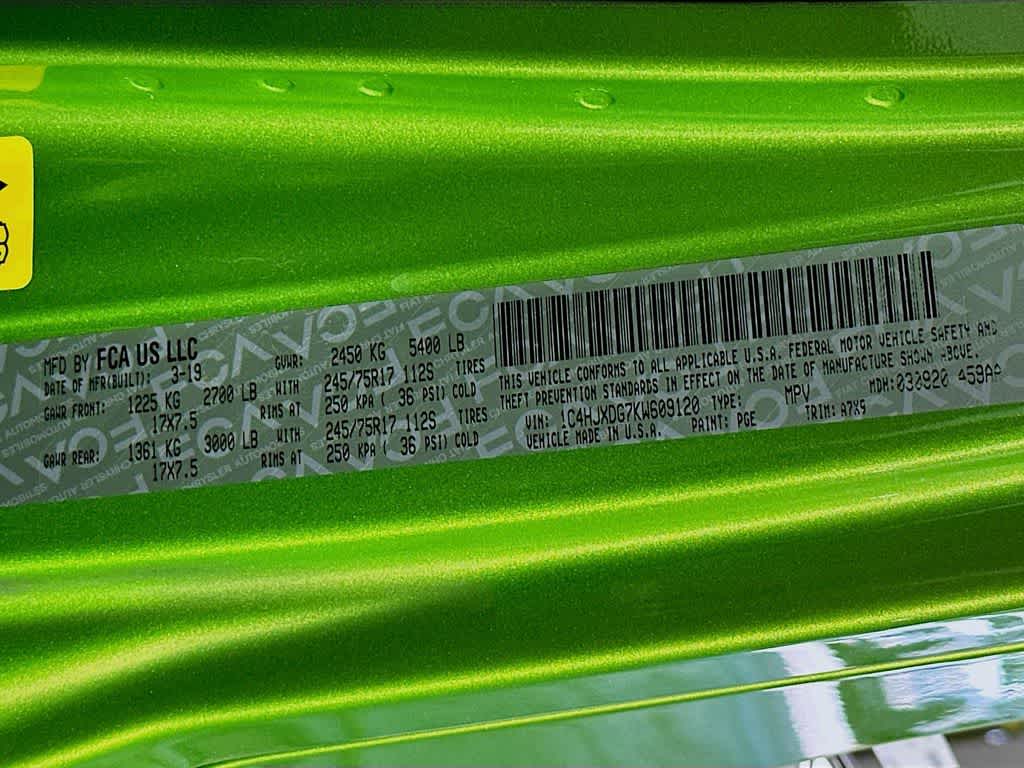 MFD BY FCA US LLC
DATE OF MFR(BUILT): 3-19 GVWR: 2450 KG 5400 LB
GAWR FRONT: 1225 KG 2700 LB WITH 245/75R17 112S TIRES
17X7.5 RIMS AT 250 KPA ( 36 PSI) COLD
GAWR REAR: 1361 KG 3000 LB WITH 245/75R17 112S TIRES
17X7.5 RIMS AT 250 KPA ( 36 PSI) COLD
THIS VEHICLE CONFORMS TO ALL APPLICABLE U.S.A. FEDERAL MOTOR VEHICLE SAFETY AND
THEFT PREVENTION STANDARDS IN EFFECT ON THE DATE OF MANUFACTURE SHOWN ABOVE.
VIN: 1C4HJXDG7KW609120 TYPE: MPV MDH: 030920 459AA
VEHICLE MADE IN U.S.A. PAINT: PGE TRIM: A7X9